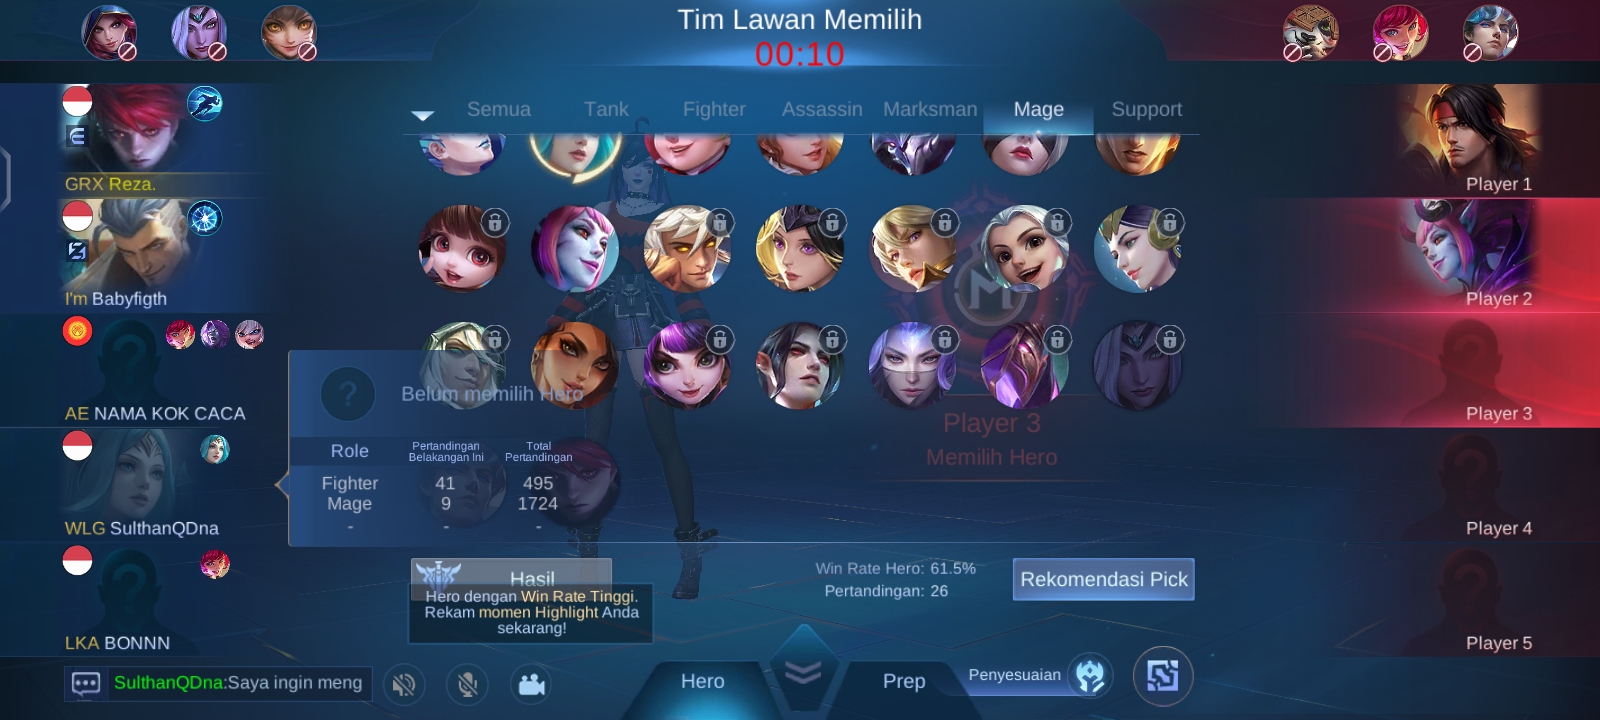 Tim Lawan Memilih
00:10
Semua Tank Fighter Assassin Marksman Mage Support
GRX Reza.
I'm Babyfigth
AE NAMA KOK CACA
WLG SulthanQDna
LKA BONNN
Belum memilih Hero
Role Pertandingan Belakangan Ini Total Pertandingan
Fighter 41 495
Mage 9 1724
- - -
Player 3
Memilih Hero
Player 1
Player 2
Player 3
Player 4
Player 5
Hasil
Hero dengan Win Rate Tinggi.
Rekam momen Highlight Anda
sekarang!
Win Rate Hero: 61.5%
Pertandingan: 26
Rekomendasi Pick
SulthanQDna:Saya ingin meng
Hero
Prep
Penyesuaian